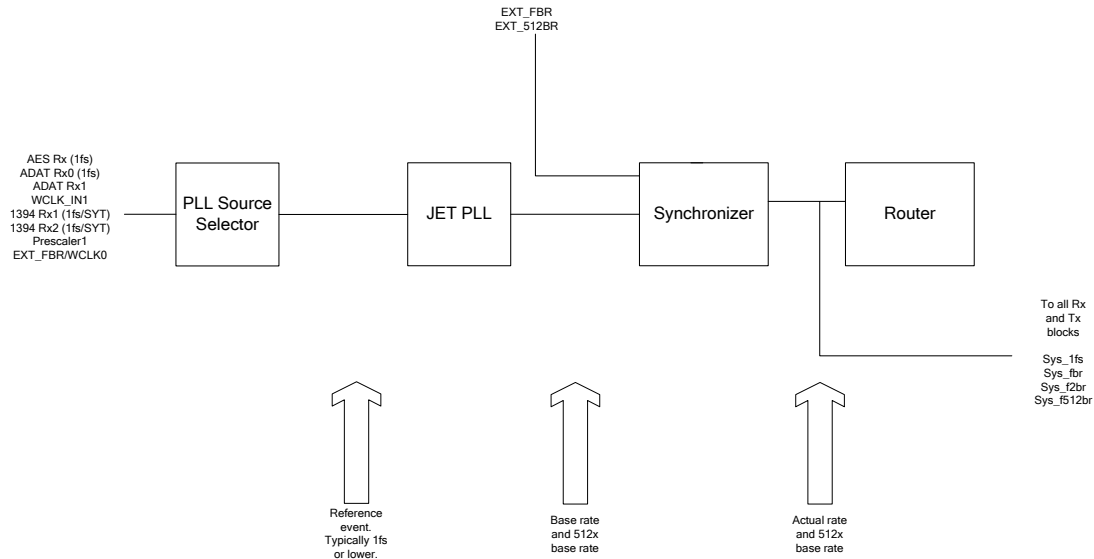 EXT_FBR
EXT_512BR
AES Rx (1fs)
ADAT Rx0 (1fs)
ADAT Rx1
WCLK_IN1
1394 Rx1 (1fs/SYT)
1394 Rx2 (1fs/SYT)
Prescaler1
EXT_FBR/WCLK0
PLL Source
Selector
JET PLL
Synchronizer
Router
To all Rx
and Tx
blocks
Sys_1fs
Sys_fbr
Sys_f2br
Sys_f512br
Reference
event.
Typically 1fs
or lower.
Base rate
and 512x
base rate
Actual rate
and 512x
base rate